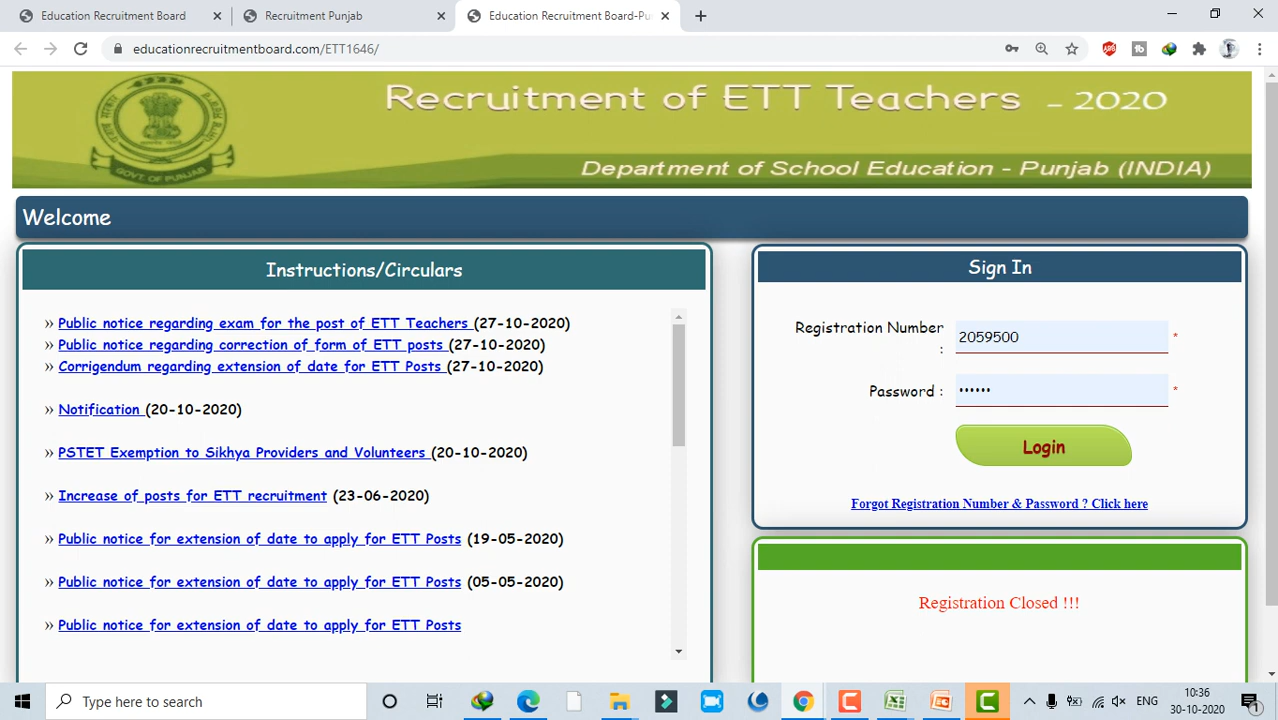 Education Recruitment Board
Recruitment Punjab
Education Recruitment Board-Pu
educationrecruitmentboard.com/ETT1646/
Recruitment of ETT Teachers - 2020
GOVT. OF PUNJAB
Department of School Education - Punjab (INDIA)
Welcome
Instructions/Circulars
» Public notice regarding exam for the post of ETT Teachers (27-10-2020)
» Public notice regarding correction of form of ETT posts (27-10-2020)
» Corrigendum regarding extension of date for ETT Posts (27-10-2020)
» Notification (20-10-2020)
» PSTET Exemption to Sikhya Providers and Volunteers (20-10-2020)
» Increase of posts for ETT recruitment (23-06-2020)
» Public notice for extension of date to apply for ETT Posts (19-05-2020)
» Public notice for extension of date to apply for ETT Posts (05-05-2020)
» Public notice for extension of date to apply for ETT Posts
Sign In
Registration Number
: 2059500 *
Password : •••••• *
Login
Forgot Registration Number & Password ? Click here
Registration Closed !!!
Type here to search
ENG
10:36
30-10-2020
1